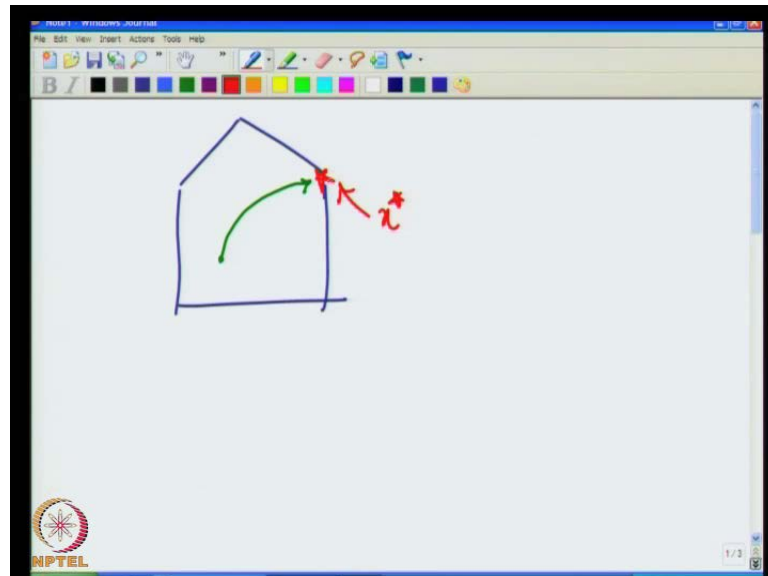 Note1 - Windows Journal
File Edit View Insert Actions Tools Help
B I
x*
1/3
NPTEL